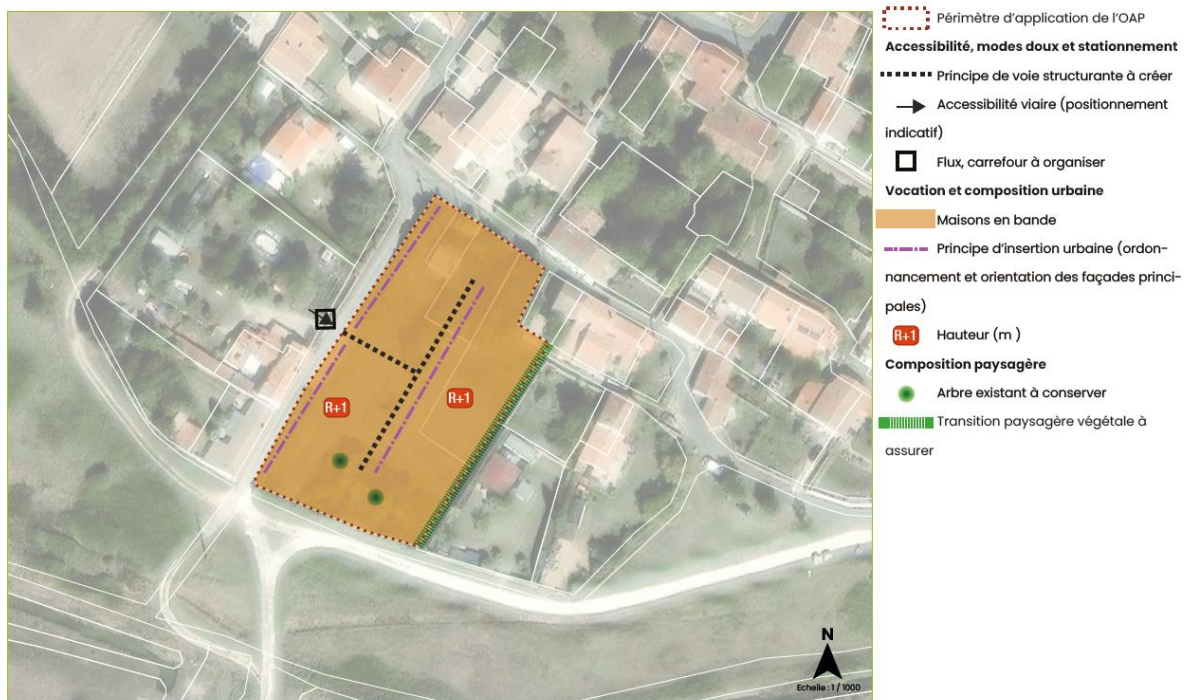 Périmètre d'application de l'OAP
Accessibilité, modes doux et stationnement
Principe de voie structurante à créer
Accessibilité viaire (positionnement
indicatif)
Flux, carrefour à organiser
Vocation et composition urbaine
Maisons en bande
Principe d'insertion urbaine (ordon-
nancement et orientation des façades princi-
pales)
R+1 Hauteur (m )
Composition paysagère
Arbre existant à conserver
Transition paysagère végétale à
assurer
R+1
R+1
N
Echelle : 1 / 1000